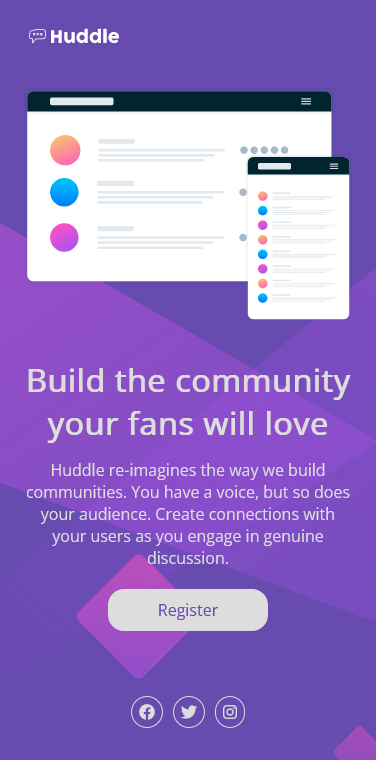 Huddle
Build the community
your fans will love
Huddle re-imagines the way we build
communities. You have a voice, but so does
your audience. Create connections with
your users as you engage in genuine
discussion.
Register